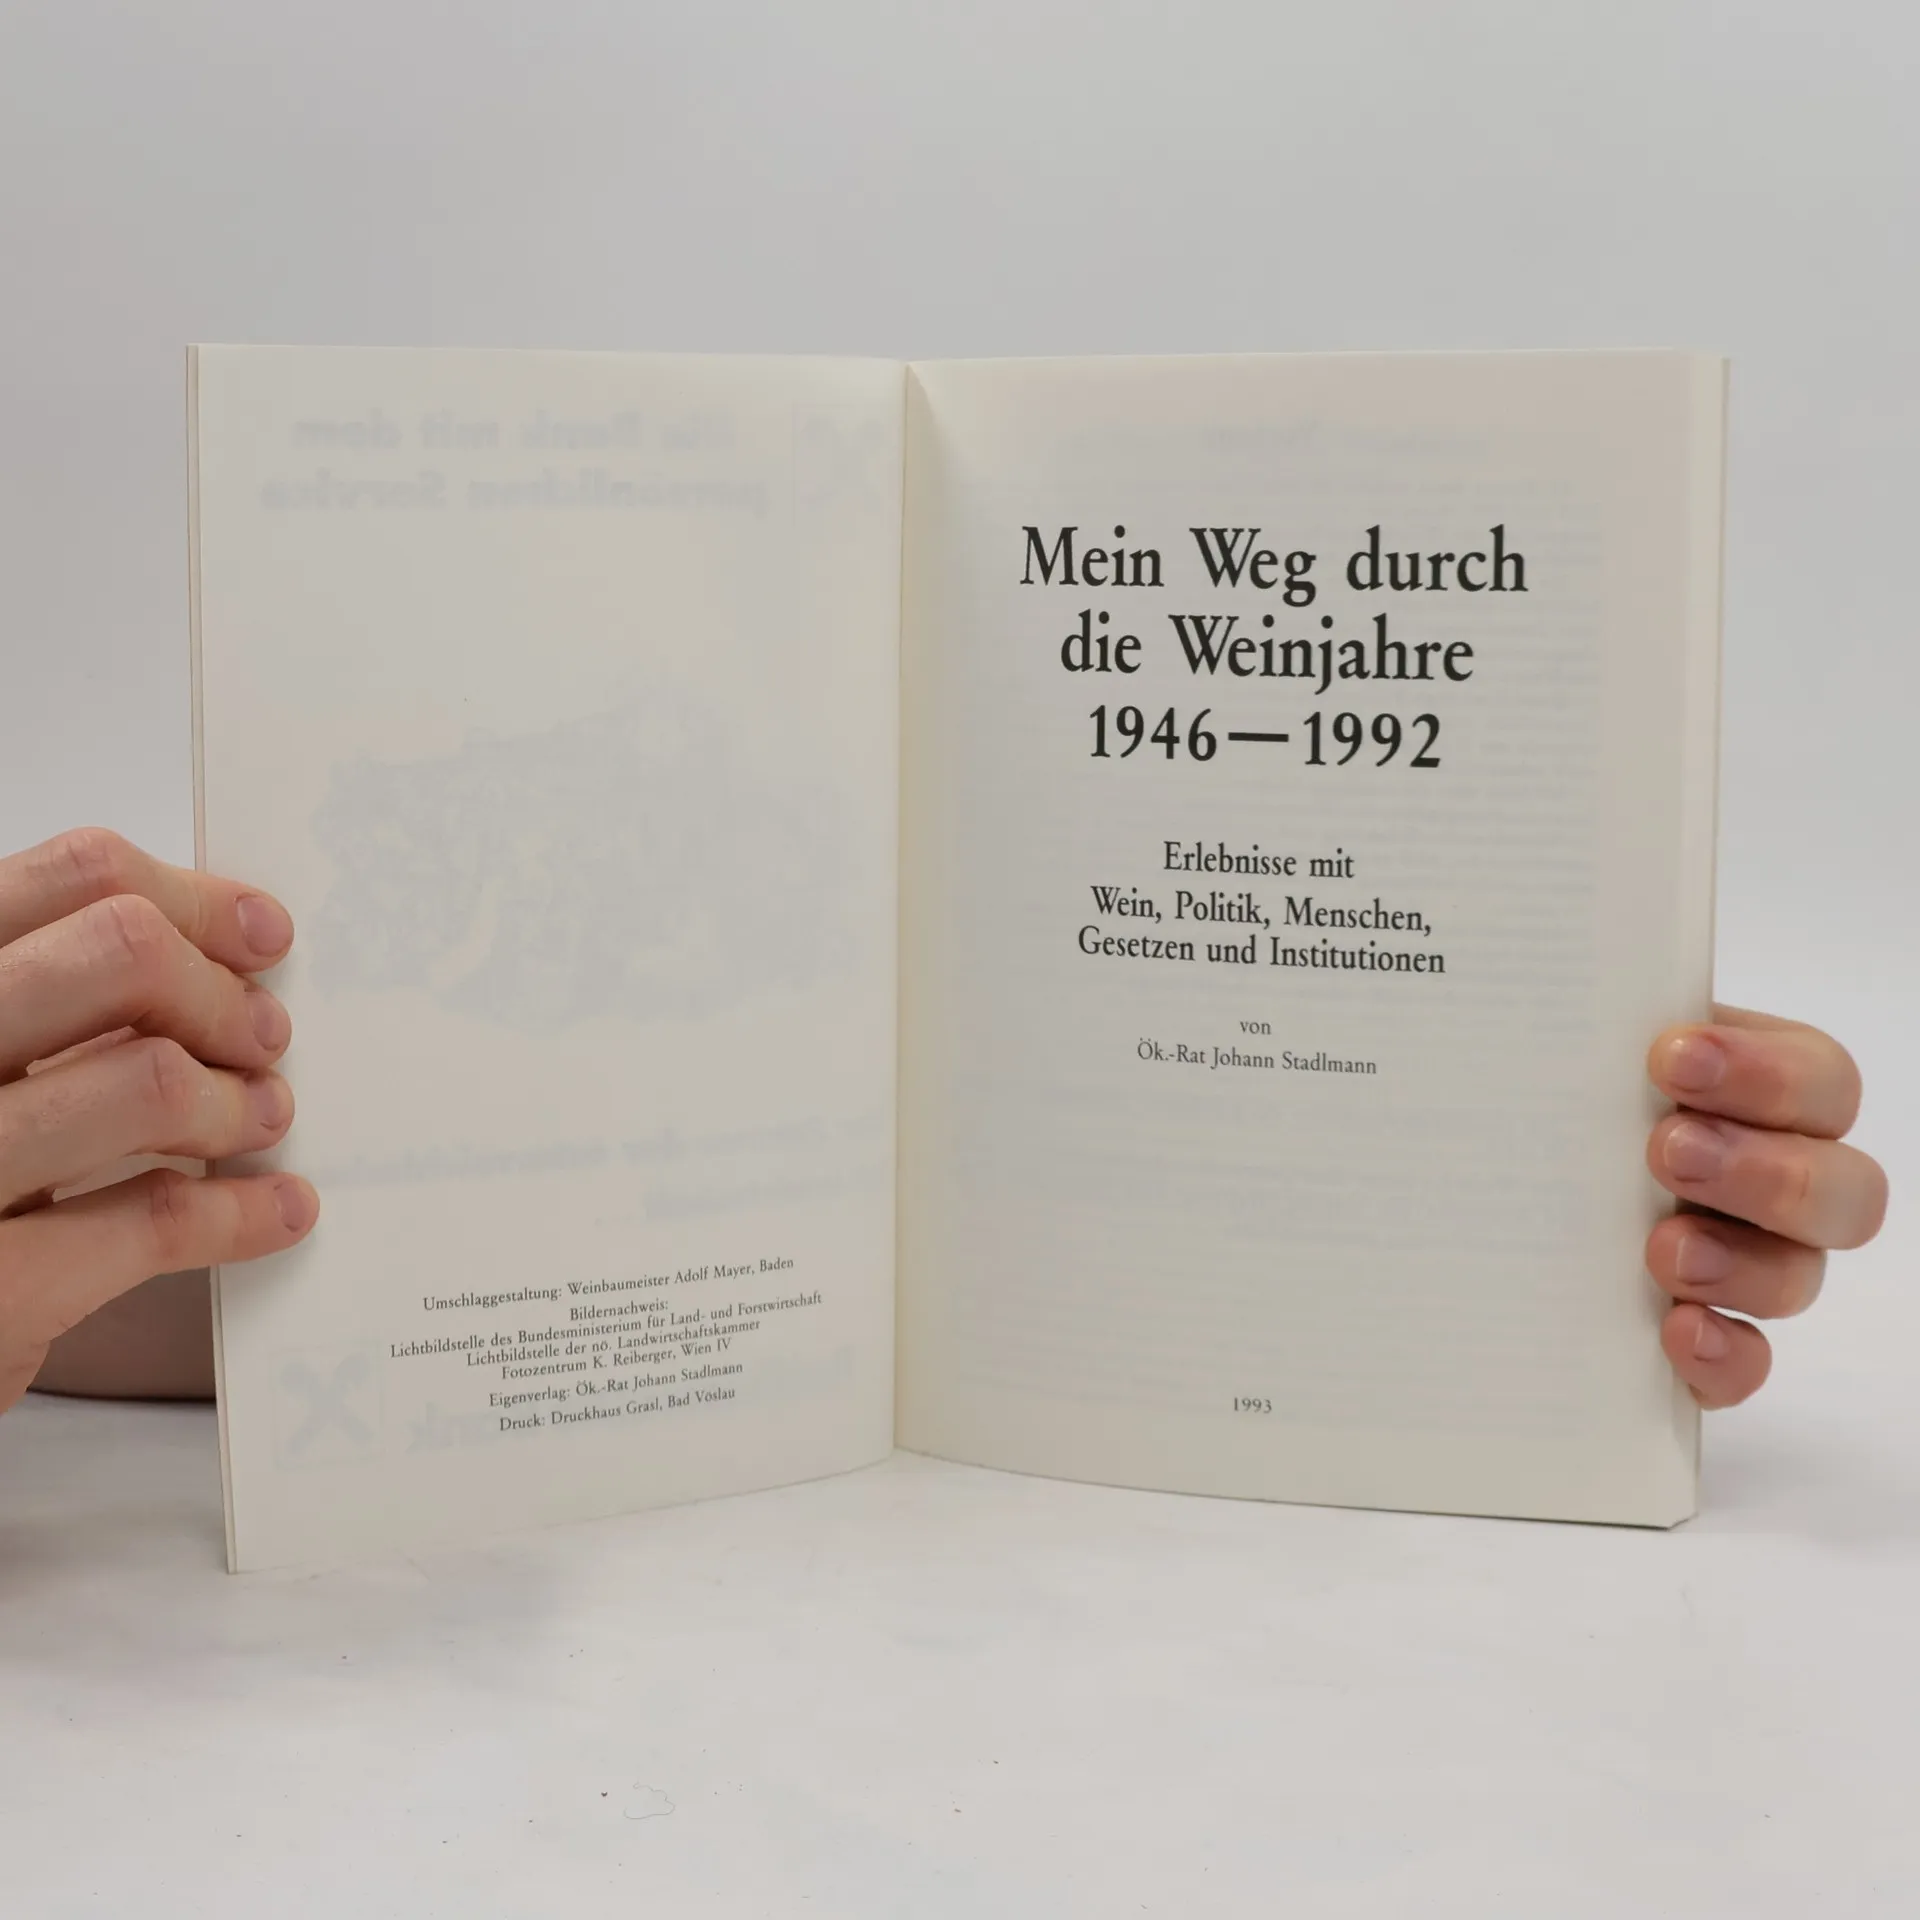 Umschlaggestaltung: Weinbaumeister Adolf Mayer, Baden
Bildernachweis:
Lichtbildstelle des Bundesministerium für Land- und Forstwirtschaft
Lichtbildstelle der nö. Landwirtschaftskammer
Fotozentrum K. Reiberger, Wien IV
Eigenverlag: Ök.-Rat Johann Stadlmann
Druck: Druckhaus Grasl, Bad Vöslau
Mein Weg durch
die Weinjahre
1946—1992
Erlebnisse mit
Wein, Politik, Menschen,
Gesetzen und Institutionen
von
Ök.-Rat Johann Stadlmann
1993